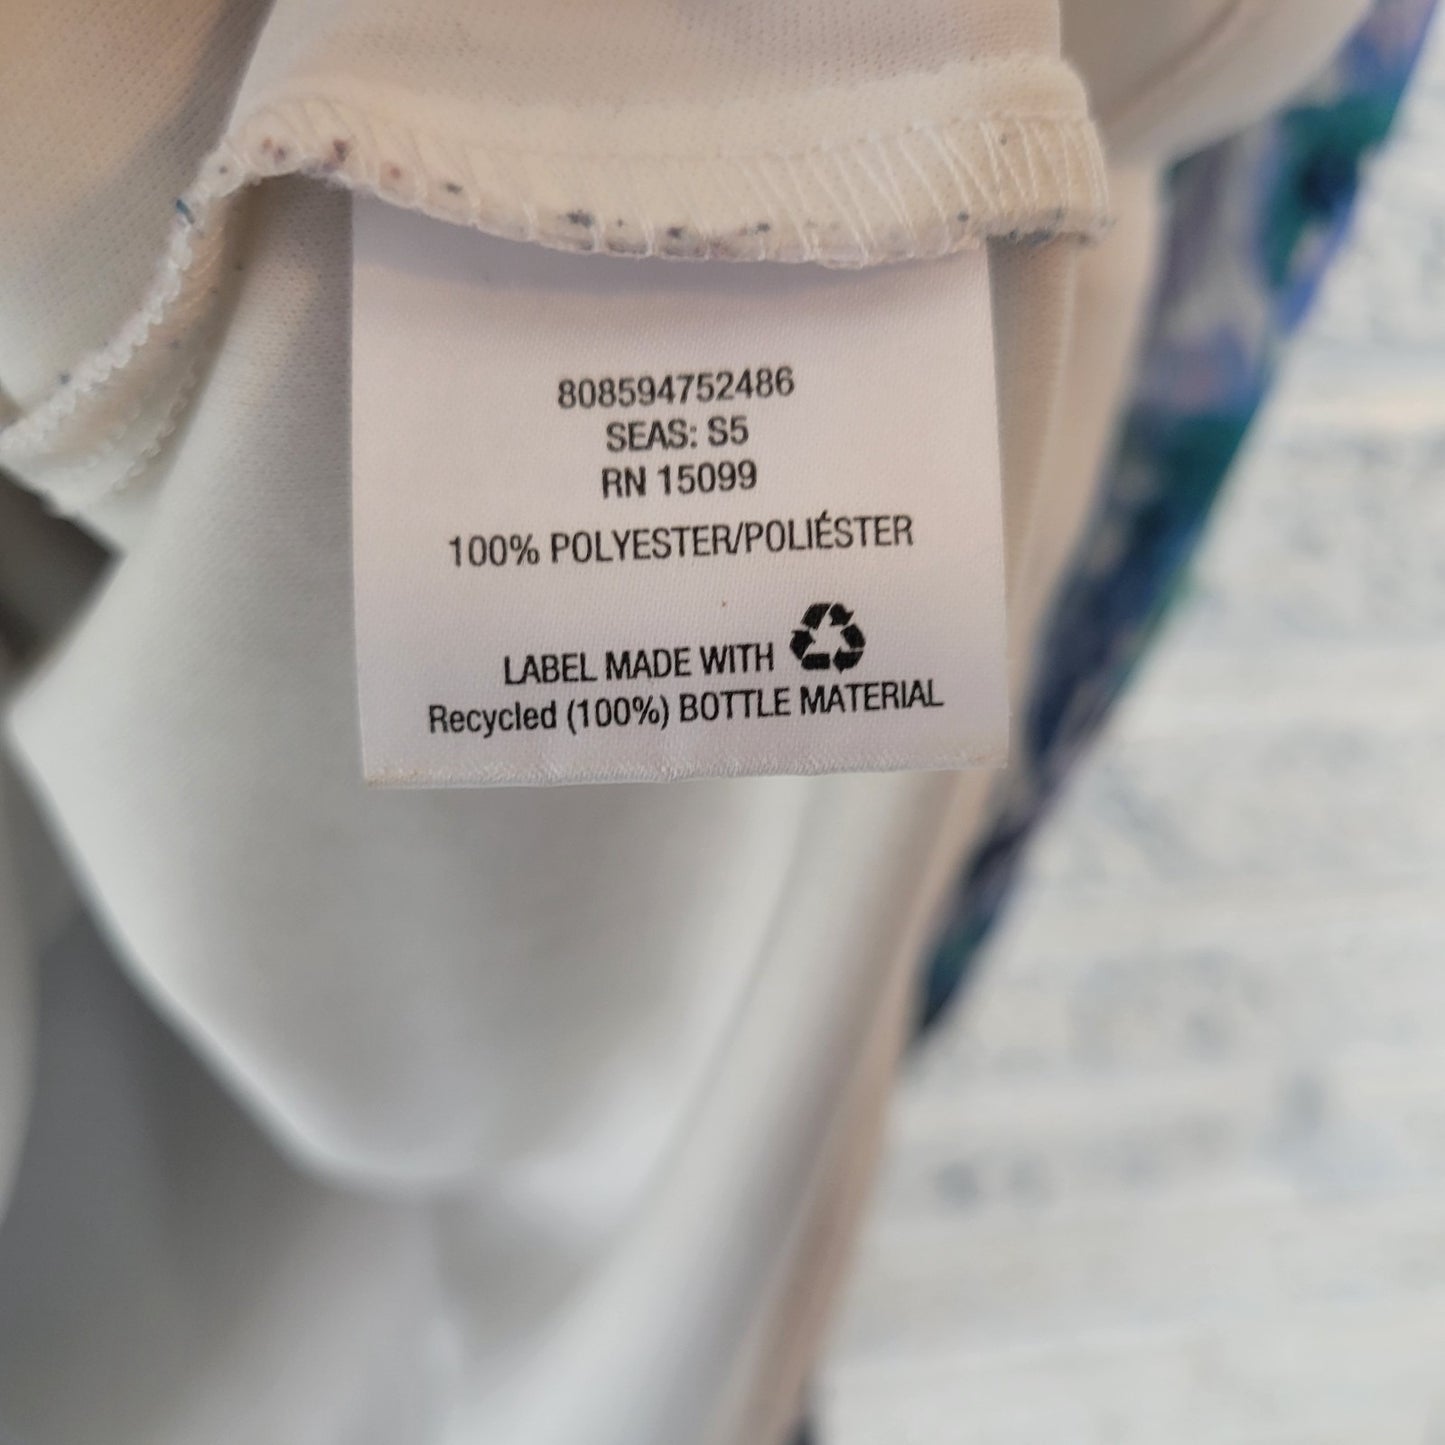 808594752486
SEAS: S5
RN 15099
100% POLYESTER/POLIÉSTER
LABEL MADE WITH
Recycled (100%) BOTTLE MATERIAL